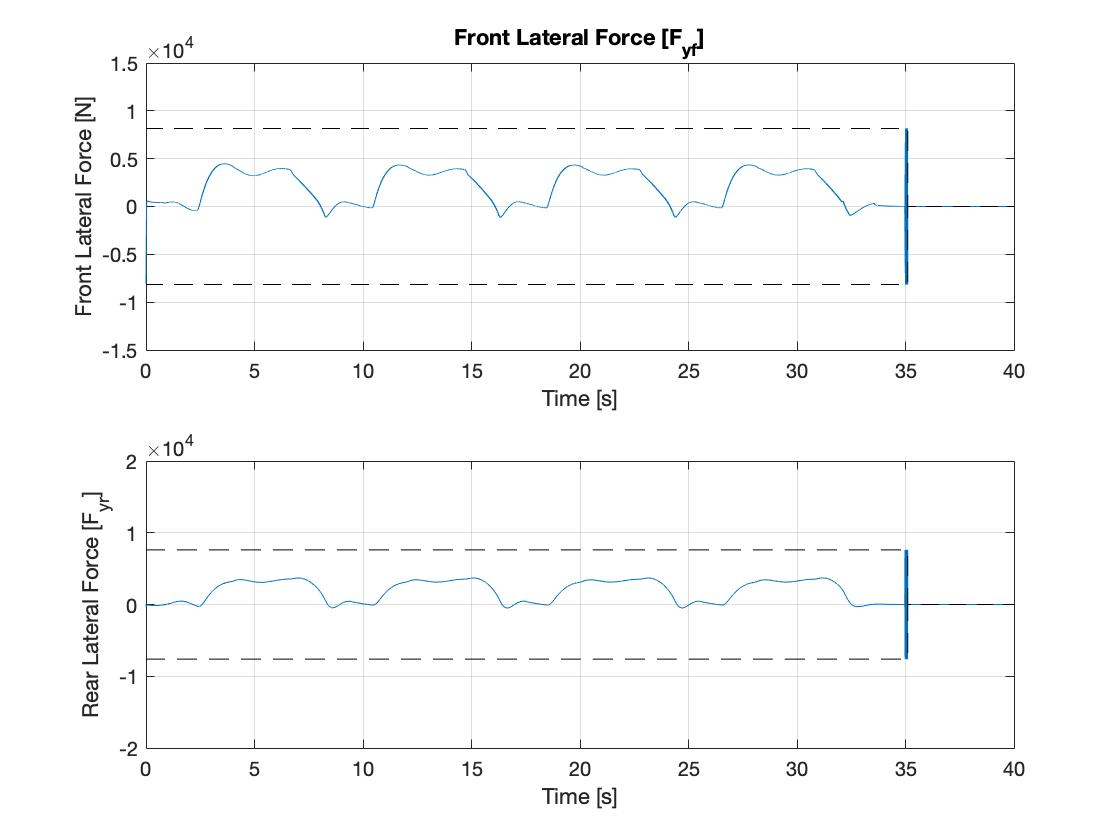 Front Lateral Force [F_yf]
×10^4
1.5
1
0.5
0
-0.5
-1
-1.5
Front Lateral Force [N]
0 5 10 15 20 25 30 35 40
Time [s]
×10^4
2
1
0
-1
-2
Rear Lateral Force [F_yr]
0 5 10 15 20 25 30 35 40
Time [s]